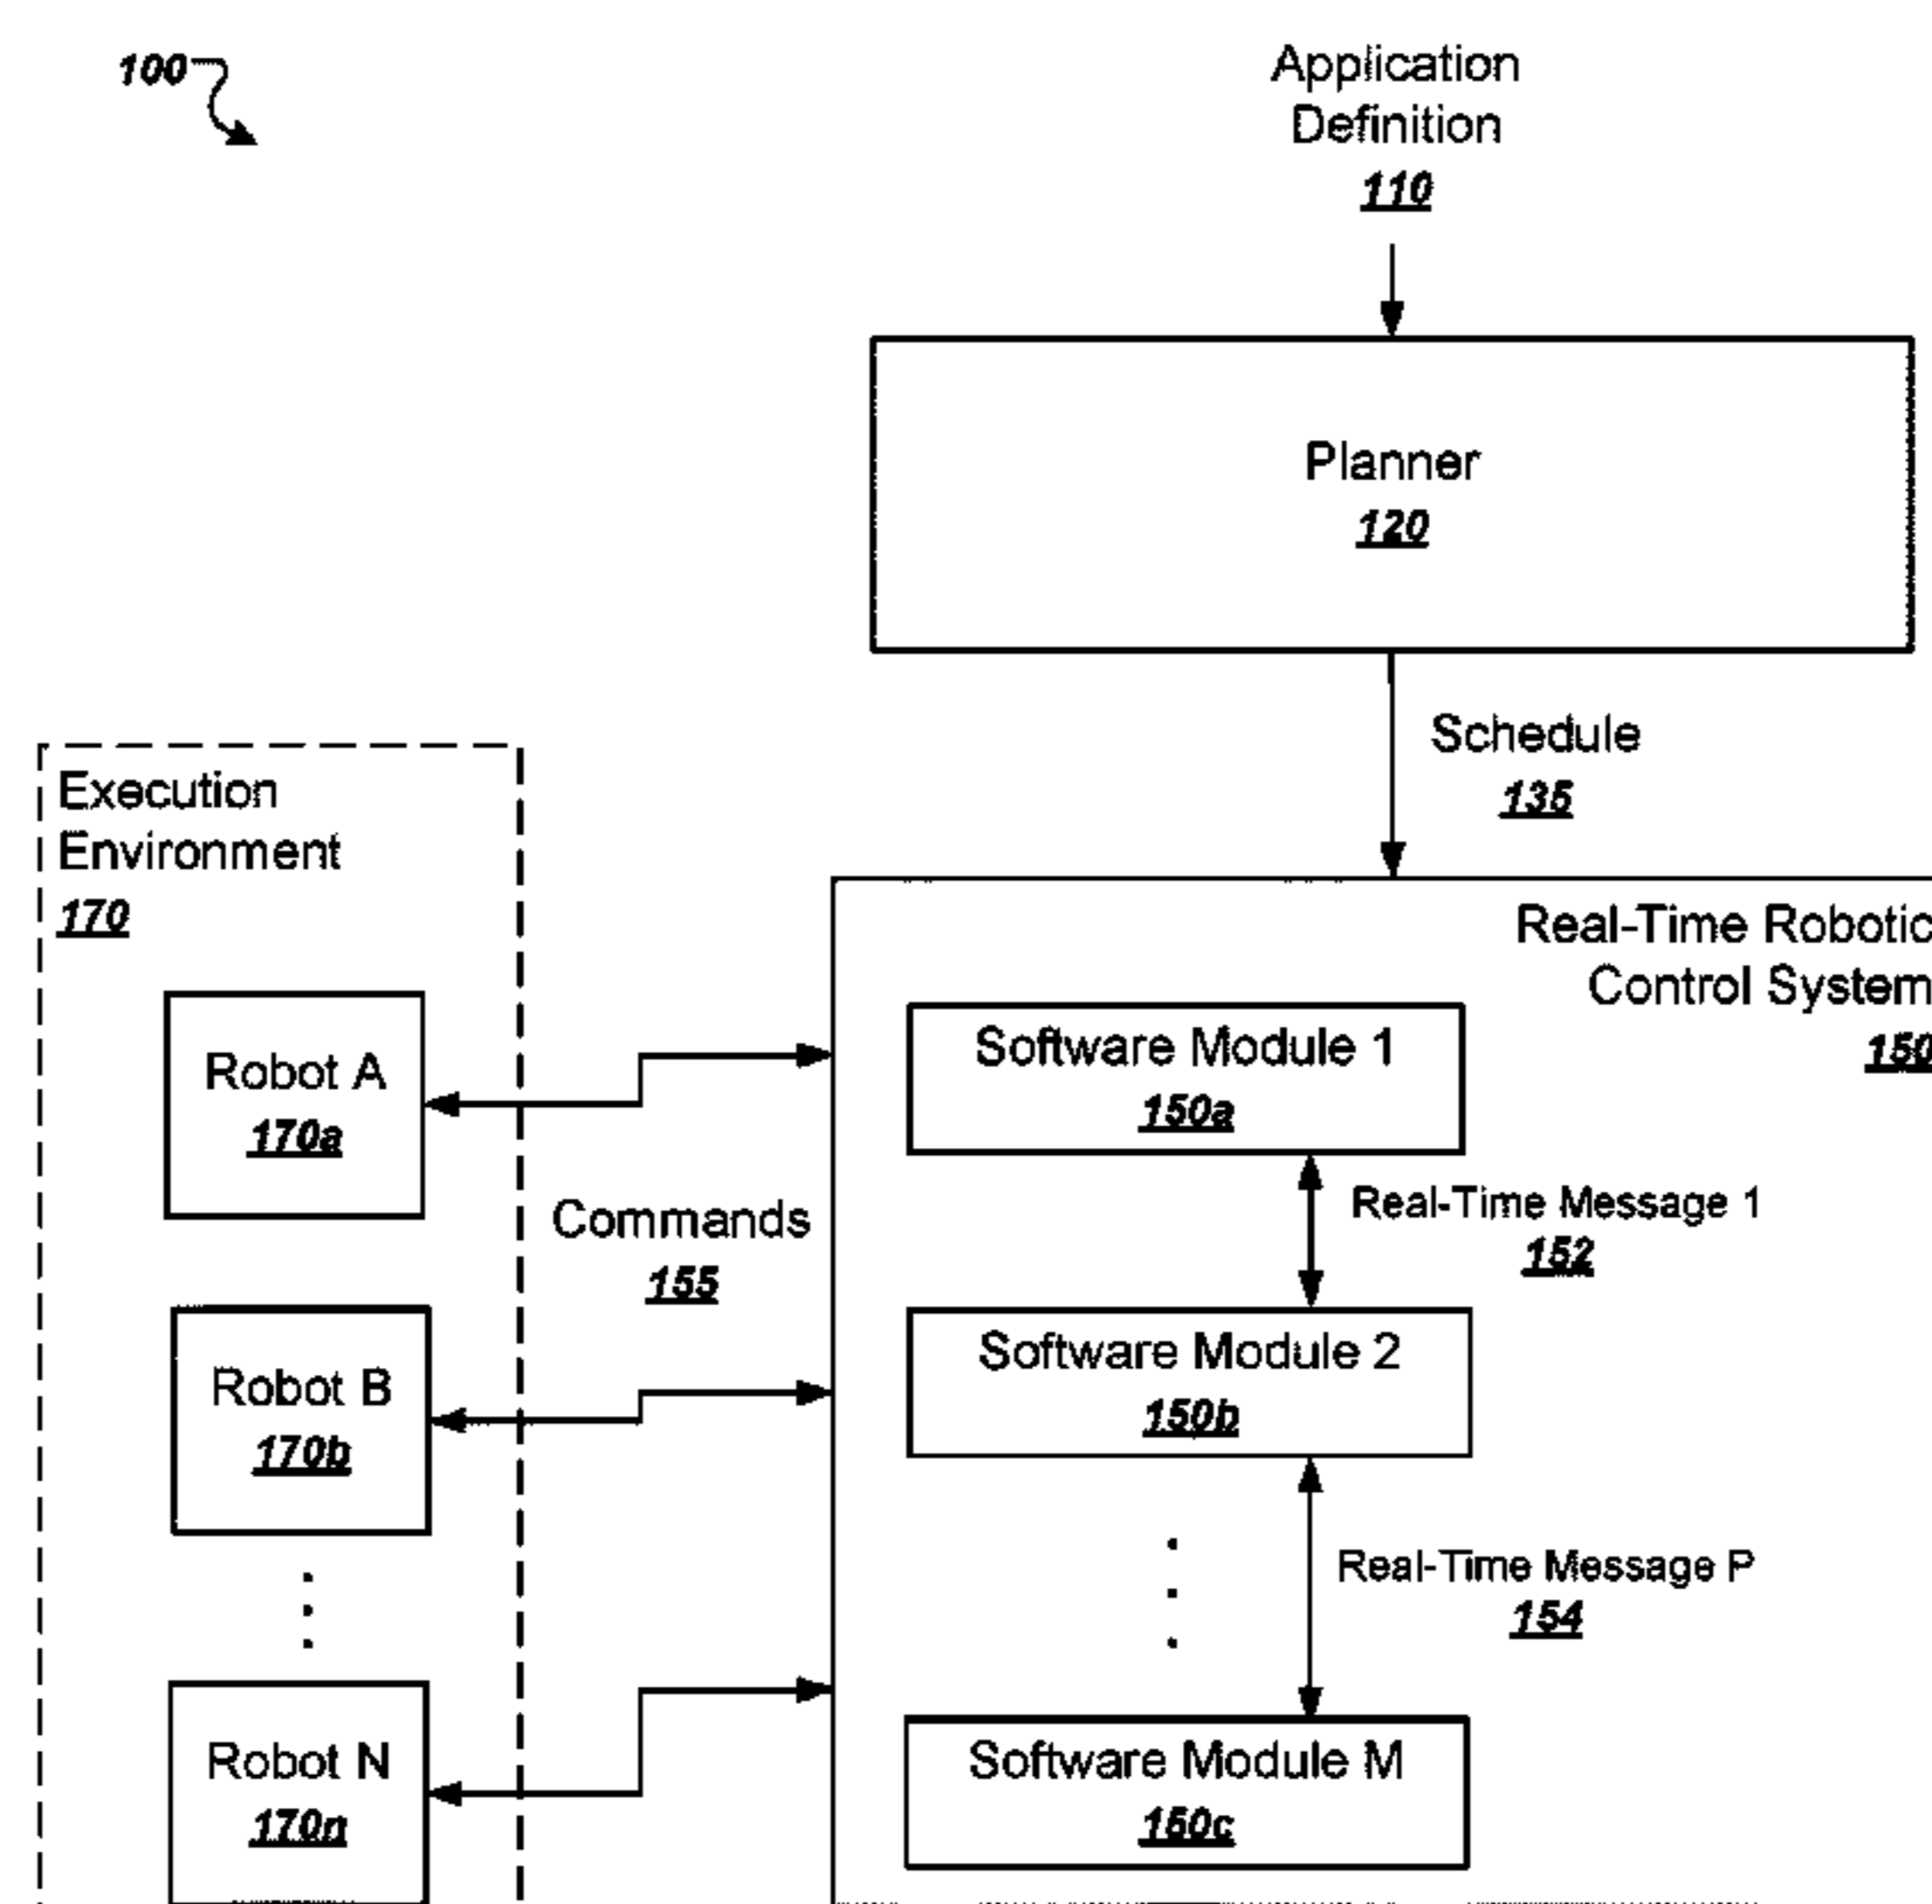 100
Application
Definition
110
Planner
120
Schedule
135
Execution
Environment
170
Real-Time Robotic
Control System
150
Robot A
170a
Software Module 1
150a
Commands
155
Real-Time Message 1
152
Robot B
170b
Software Module 2
150b
Real-Time Message P
154
Robot N
170n
Software Module M
150c